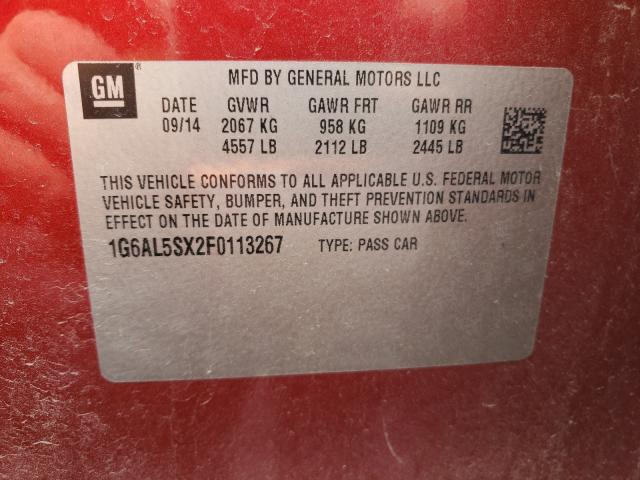 GM ®
MFD BY GENERAL MOTORS LLC
DATE GVWR GAWR FRT GAWR RR
09/14 2067 KG 958 KG 1109 KG
4557 LB 2112 LB 2445 LB
THIS VEHICLE CONFORMS TO ALL APPLICABLE U.S. FEDERAL MOTOR
VEHICLE SAFETY, BUMPER, AND THEFT PREVENTION STANDARDS IN
EFFECT ON THE DATE OF MANUFACTURE SHOWN ABOVE.
1G6AL5SX2F0113267 TYPE: PASS CAR